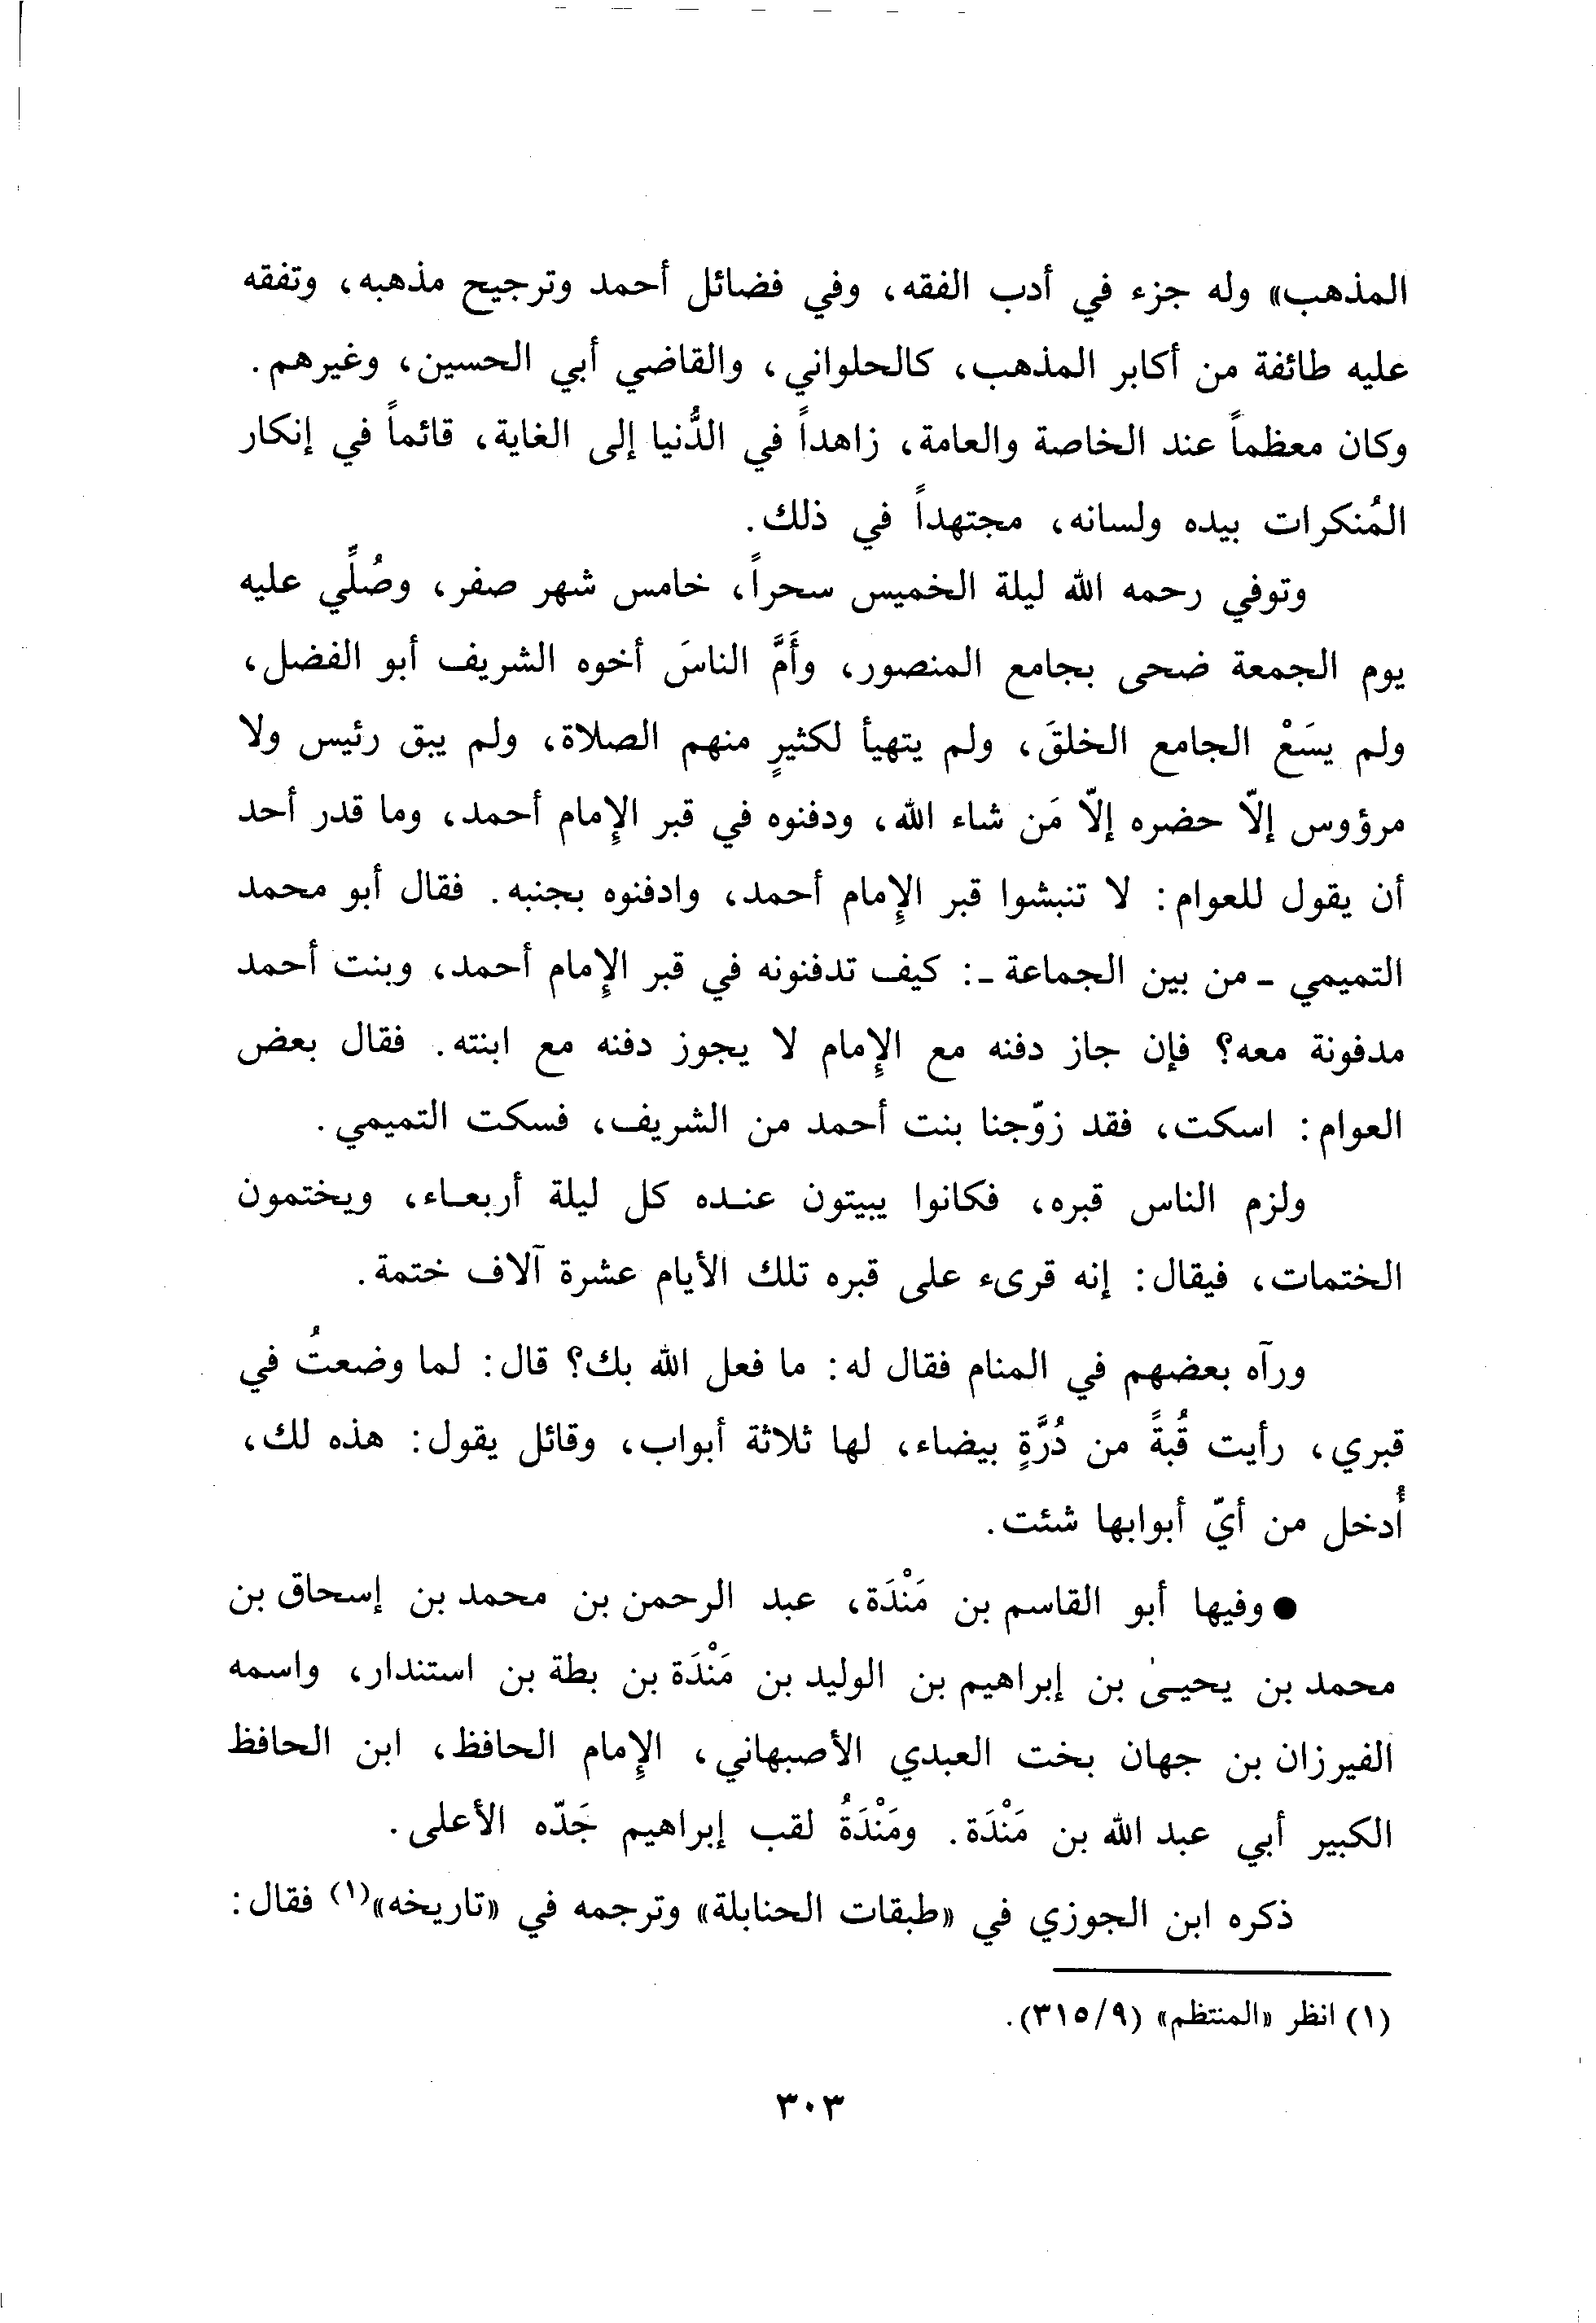 المذهب» وله جزء في أدب الفقه، وفي فضائل أحمد وترجيح مذهبه، وتفقه
عليه طائفة من أكابر المذهب، كالحلواني، والقاضي أبي الحسين، وغيرهم.
وكان معظماً عند الخاصة والعامة، زاهداً في الدُّنيا إلى الغاية، قائماً في إنكار
المُنكرات بيده ولسانه، مجتهداً في ذلك.
وتوفي رحمه الله ليلة الخميس سحراً، خامس شهر صفر، وصُلِّي عليه
يوم الجمعة ضحى بجامع المنصور، وأَمَّ الناسَ أخوه الشريف أبو الفضل،
ولم يسَعْ الجامع الخلقَ، ولم يتهيأ لكثيرٍ منهم الصلاة، ولم يبق رئيس ولا
مرؤوس إلّا حضره إلّا مَن شاء الله، ودفنوه في قبر الإِمام أحمد، وما قدر أحد
أن يقول للعوام: لا تنبشوا قبر الإِمام أحمد، وادفنوه بجنبه. فقال أبو محمد
التميمي - من بين الجماعة -: كيف تدفنونه في قبر الإِمام أحمد، وبنت أحمد
مدفونة معه؟ فإن جاز دفنه مع الإِمام لا يجوز دفنه مع ابنته. فقال بعض
العوام: اسكت، فقد زوّجنا بنت أحمد من الشريف، فسكت التميمي.
ولزم الناس قبره، فكانوا يبيتون عنده كل ليلة أربعاء، ويختمون
الختمات، فيقال: إنه قرىء على قبره تلك الأيام عشرة آلاف ختمة.
ورآه بعضهم في المنام فقال له: ما فعل الله بك؟ قال: لما وضعتُ في
قبري، رأيت قُبةً من دُرَّةٍ بيضاء، لها ثلاثة أبواب، وقائل يقول: هذه لك،
أُدخل من أيّ أبوابها شئت.
● وفيها أبو القاسم بن مَنْدَة، عبد الرحمن بن محمد بن إسحاق بن
محمد بن يحيىٰ بن إبراهيم بن الوليد بن مَنْدَة بن بطة بن استندار، واسمه
الفيرزان بن جهان بخت العبدي الأصبهاني، الإِمام الحافظ، ابن الحافظ
الكبير أبي عبد الله بن مَنْدَة. ومَنْدَةُ لقب إبراهيم جَدّه الأعلى.
ذكره ابن الجوزي في «طبقات الحنابلة» وترجمه في «تاريخه»(١) فقال:
(١) انظر «المنتظم» (٣١٥/٩).
٣٠٣